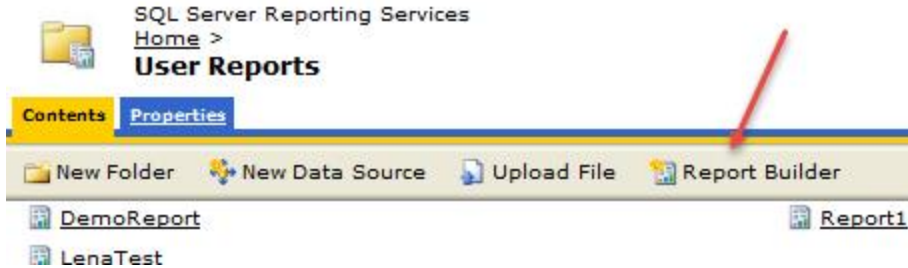 SQL Server Reporting Services
Home >
User Reports
Contents Properties
New Folder New Data Source Upload File Report Builder
DemoReport Report1
LenaTest